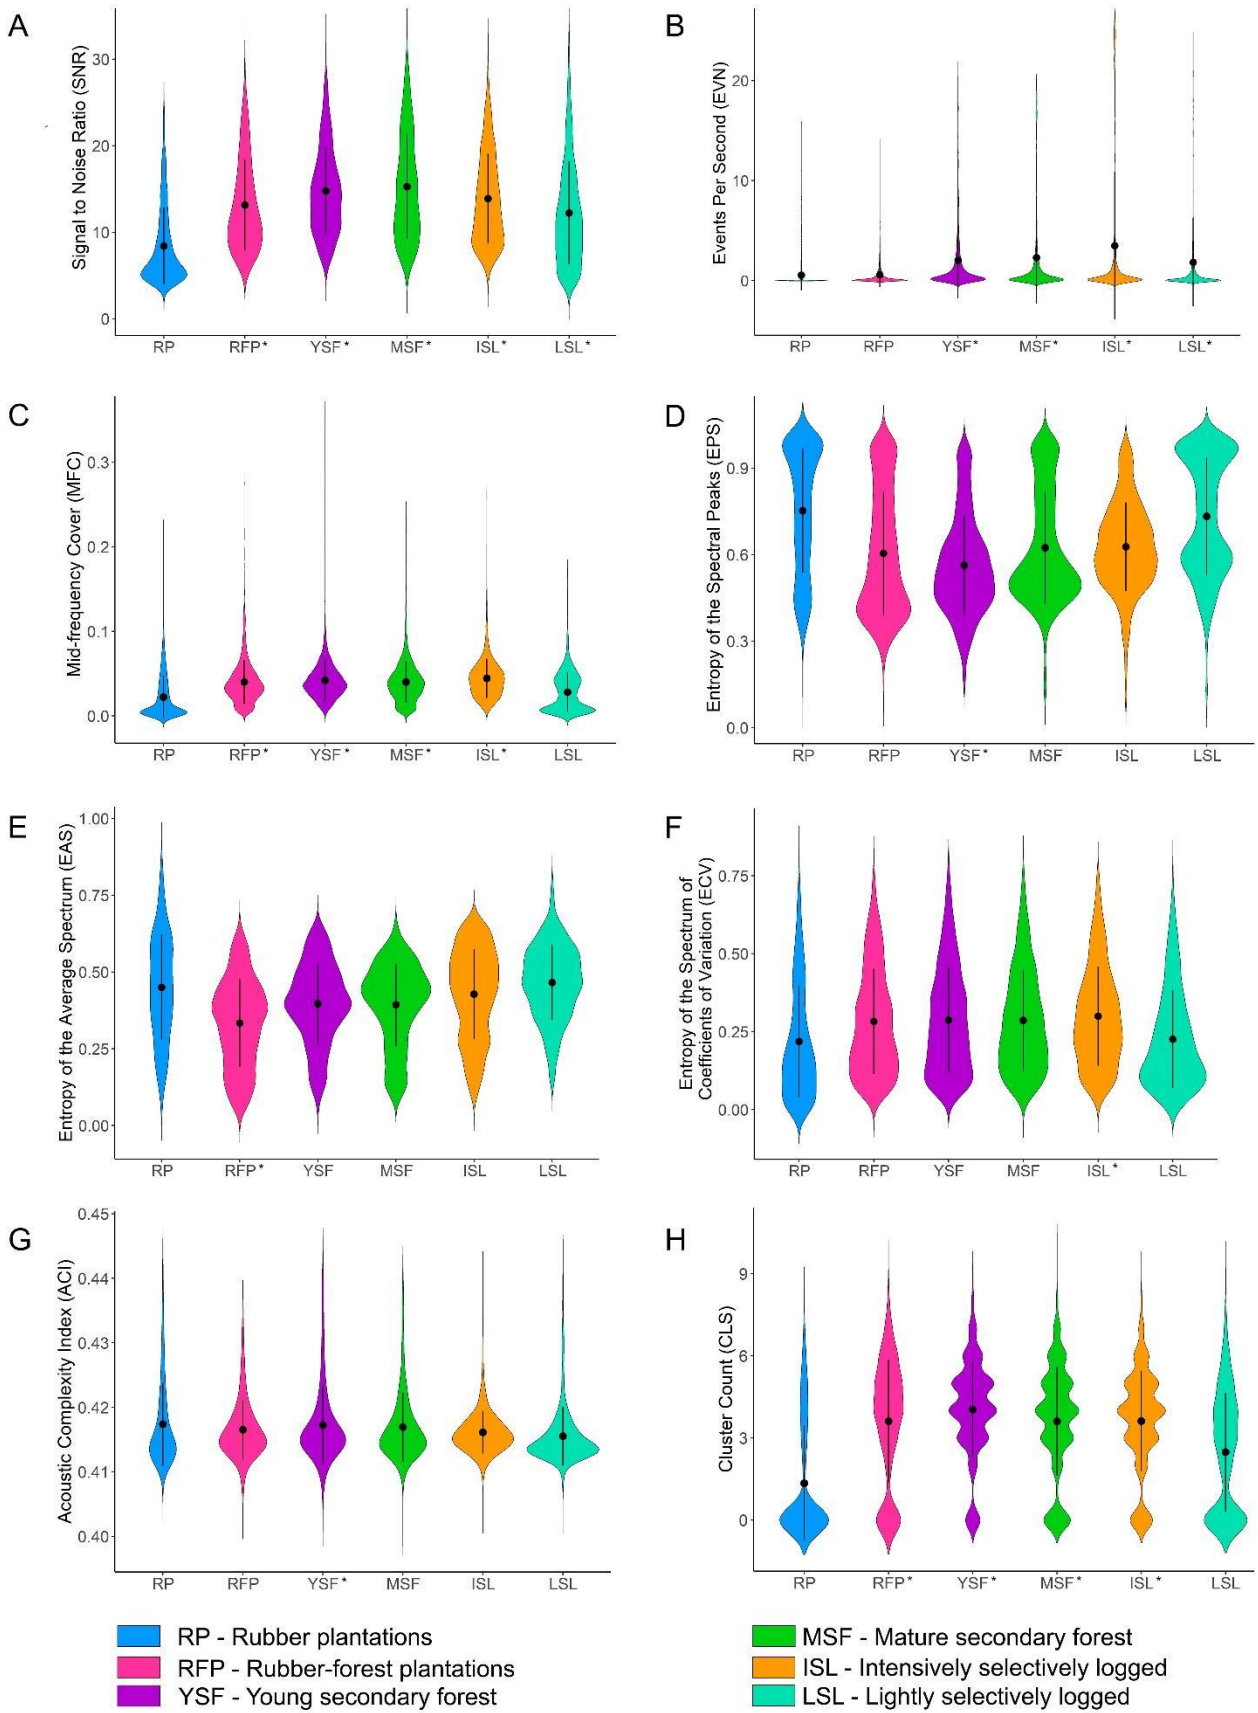 A
Signal to Noise Ratio (SNR)
30
20
10
0
RP RFP* YSF* MSF* ISL* LSL*
B
Events Per Second (EVN)
20
10
0
RP RFP YSF* MSF* ISL* LSL*
C
Mid-frequency Cover (MFC)
0.3
0.2
0.1
0.0
RP RFP* YSF* MSF* ISL* LSL
D
Entropy of the Spectral Peaks (EPS)
0.9
0.6
0.3
0.0
RP RFP YSF* MSF ISL LSL
E
Entropy of the Average Spectrum (EAS)
1.00
0.75
0.50
0.25
0.00
RP RFP* YSF MSF ISL LSL
F
Entropy of the Spectrum of
Coefficients of Variation (ECV)
0.75
0.50
0.25
0.00
RP RFP YSF MSF ISL* LSL
G
Acoustic Complexity Index (ACI)
0.45
0.44
0.43
0.42
0.41
0.40
RP RFP YSF* MSF ISL LSL
H
Cluster Count (CLS)
9
6
3
0
RP RFP* YSF* MSF* ISL* LSL
RP - Rubber plantations
RFP - Rubber-forest plantations
YSF - Young secondary forest
MSF - Mature secondary forest
ISL - Intensively selectively logged
LSL - Lightly selectively logged